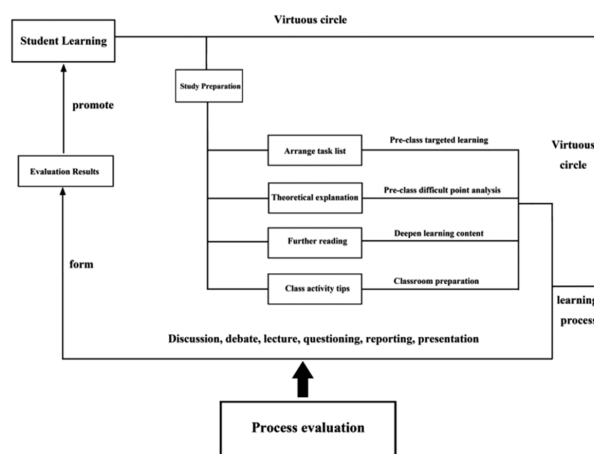 Virtuous circle
Student Learning
Study Preparation
promote
Arrange task list
Pre-class targeted learning
Virtuous
circle
Evaluation Results
Theoretical explanation
Pre-class difficult point analysis
Further reading
Deepen learning content
form
Class activity tips
Classroom preparation
learning
process
Discussion, debate, lecture, questioning, reporting, presentation
Process evaluation